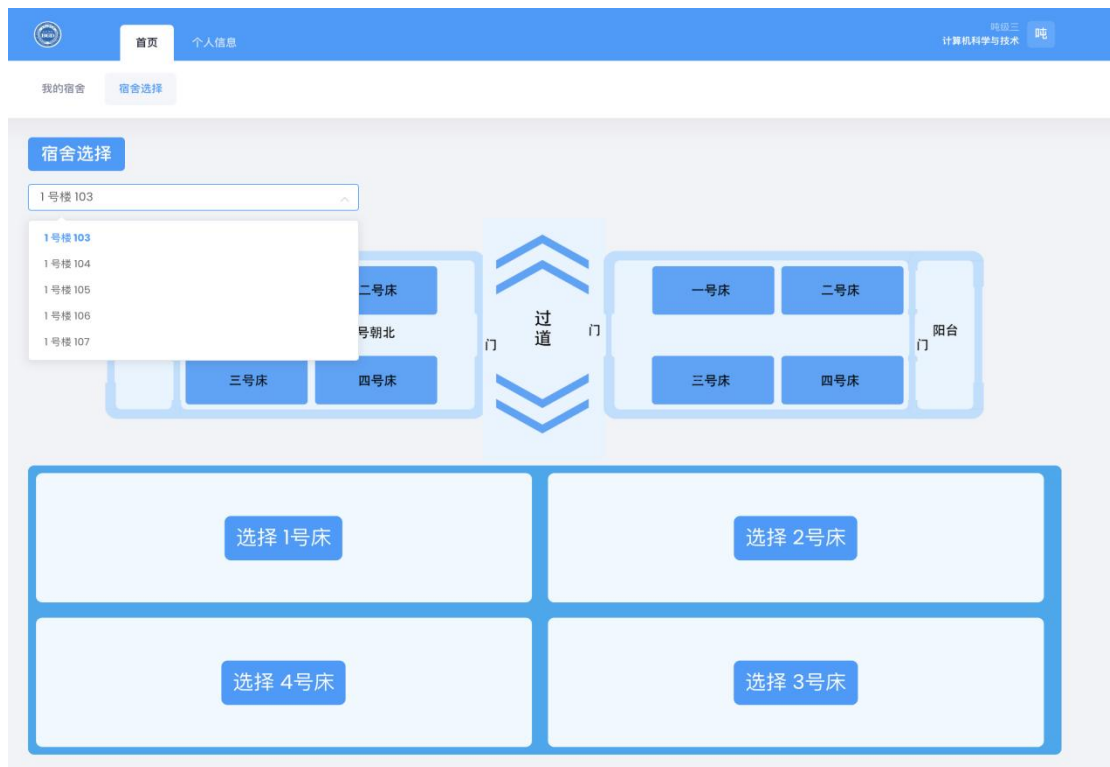 首页
个人信息
吨级三
计算机科学与技术
吨
我的宿舍
宿舍选择
宿舍选择
1号楼 103
1号楼 103
1号楼 104
1号楼 105
1号楼 106
1号楼 107
二号床
号朝北
三号床
四号床
门
过道
门
一号床
二号床
三号床
四号床
门
阳台
选择 1号床
选择 2号床
选择 4号床
选择 3号床